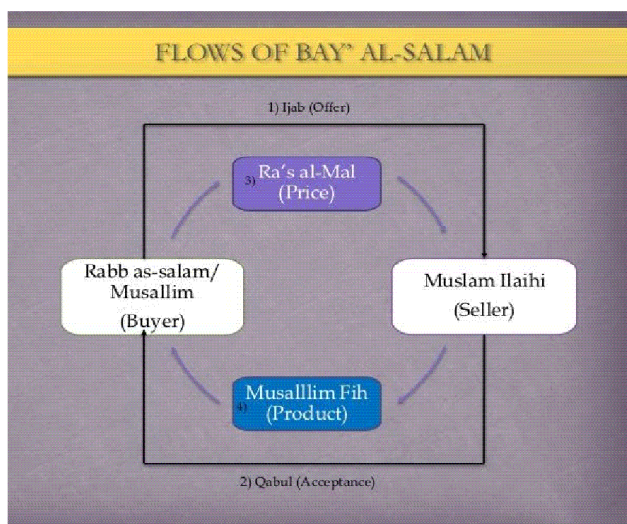 FLOWS OF BAY' AL-SALAM
1) Ijab (Offer)
3) Ra's al-Mal
(Price)
Rabb as-salam/
Musallim
(Buyer)
Muslam Ilaihi
(Seller)
4) Musalllim Fih
(Product)
2) Qabul (Acceptance)